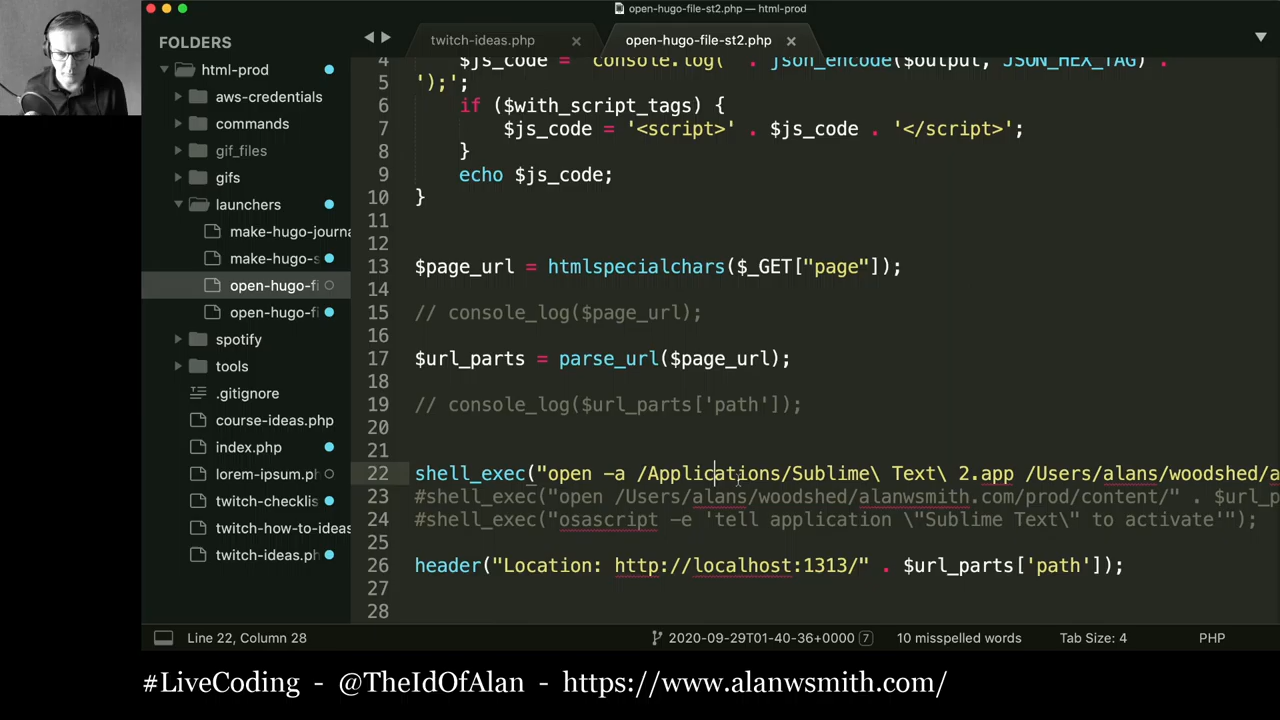 open-hugo-file-st2.php — html-prod
FOLDERS
html-prod
aws-credentials
commands
gif_files
gifs
launchers
make-hugo-journa
make-hugo-s
open-hugo-fi
open-hugo-fi
spotify
tools
.gitignore
course-ideas.php
index.php
lorem-ipsum.p
twitch-checklis
twitch-how-to-ideas
twitch-ideas.ph
twitch-ideas.php
open-hugo-file-st2.php
4 $js_code = 'console.log(' . json_encode($output, JSON_HEX_TAG) .
5 ');';
6 if ($with_script_tags) {
7 $js_code = '<script>' . $js_code . '</script>';
8 }
9 echo $js_code;
10 }
11
12
13 $page_url = htmlspecialchars($_GET["page"]);
14
15 // console_log($page_url);
16
17 $url_parts = parse_url($page_url);
18
19 // console_log($url_parts['path']);
20
21
22 shell_exec("open -a /Applications/Sublime\ Text\ 2.app /Users/alans/woodshed/a
23 #shell_exec("open /Users/alans/woodshed/alanwsmith.com/prod/content/" . $url_p
24 #shell_exec("osascript -e 'tell application \"Sublime Text\" to activate'");
25
26 header("Location: http://localhost:1313/" . $url_parts['path']);
27
28
Line 22, Column 28
2020-09-29T01-40-36+0000 7
10 misspelled words
Tab Size: 4
PHP
#LiveCoding - @TheIdOfAlan - https://www.alanwsmith.com/